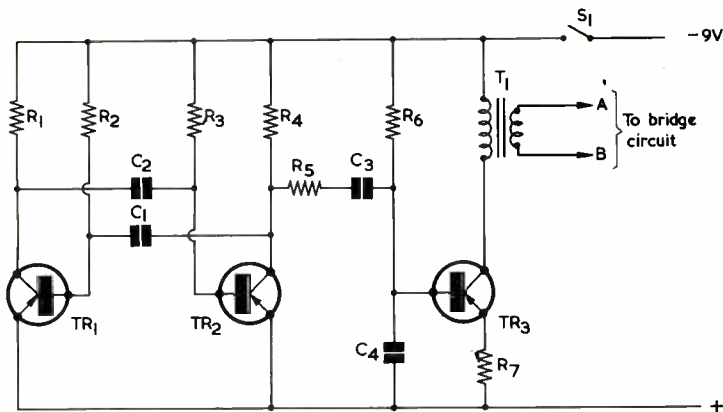 S1
-9V
T1
R1
R2
R3
R4
R6
A
To bridge
circuit
B
C2
R5
C3
C1
TR1
TR2
TR3
C4
R7
+